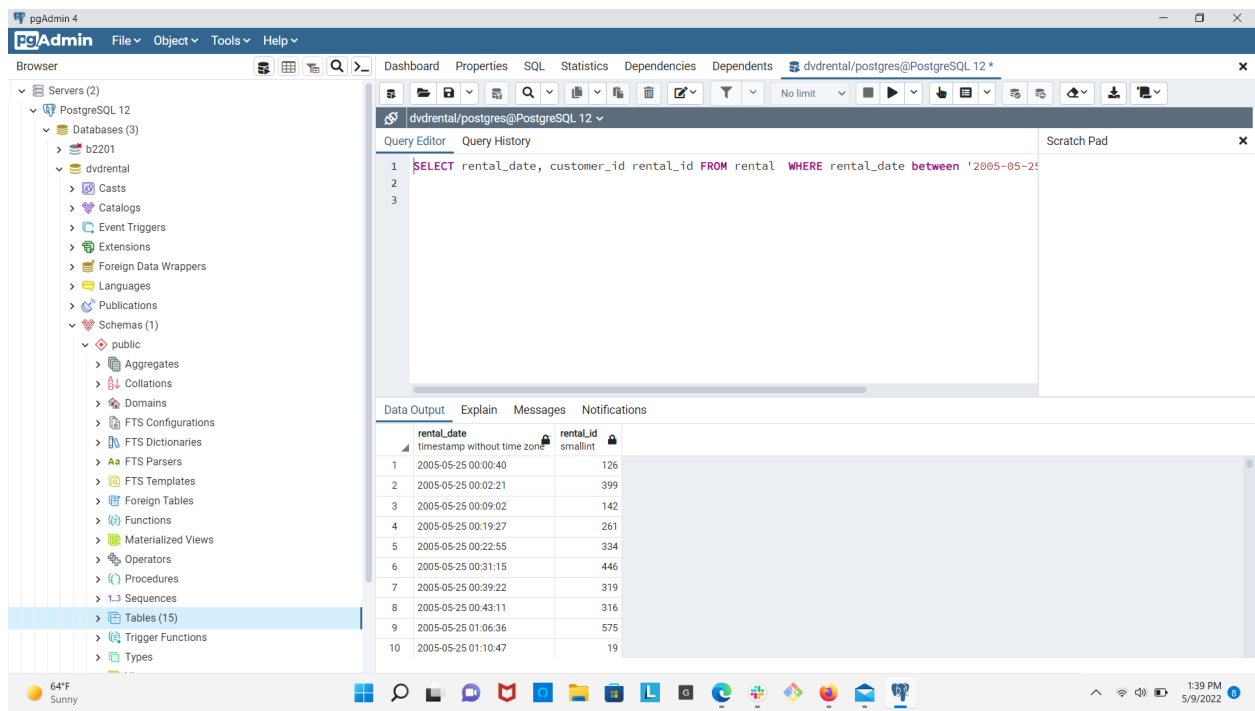 pgAdmin 4
pgAdmin File Object Tools Help
Browser
Dashboard Properties SQL Statistics Dependencies Dependents dvdrental/postgres@PostgreSQL 12 *
Servers (2)
PostgreSQL 12
Databases (3)
b2201
dvdrental
Casts
Catalogs
Event Triggers
Extensions
Foreign Data Wrappers
Languages
Publications
Schemas (1)
public
Aggregates
Collations
Domains
FTS Configurations
FTS Dictionaries
Aa FTS Parsers
FTS Templates
Foreign Tables
Functions
Materialized Views
Operators
Procedures
1..3 Sequences
Tables (15)
Trigger Functions
Types
No limit
dvdrental/postgres@PostgreSQL 12
Query Editor Query History
Scratch Pad
1 SELECT rental_date, customer_id rental_id FROM rental WHERE rental_date between '2005-05-25
2
3
Data Output Explain Messages Notifications
rental_date rental_id
timestamp without time zone smallint
1 2005-05-25 00:00:40 126
2 2005-05-25 00:02:21 399
3 2005-05-25 00:09:02 142
4 2005-05-25 00:19:27 261
5 2005-05-25 00:22:55 334
6 2005-05-25 00:31:15 446
7 2005-05-25 00:39:22 319
8 2005-05-25 00:43:11 316
9 2005-05-25 01:06:36 575
10 2005-05-25 01:10:47 19
64°F
Sunny
1:39 PM
5/9/2022
8